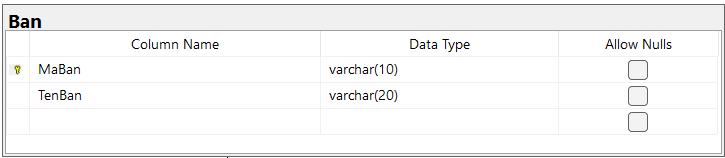 Ban
Column Name Data Type Allow Nulls
MaBan varchar(10)
TenBan varchar(20)